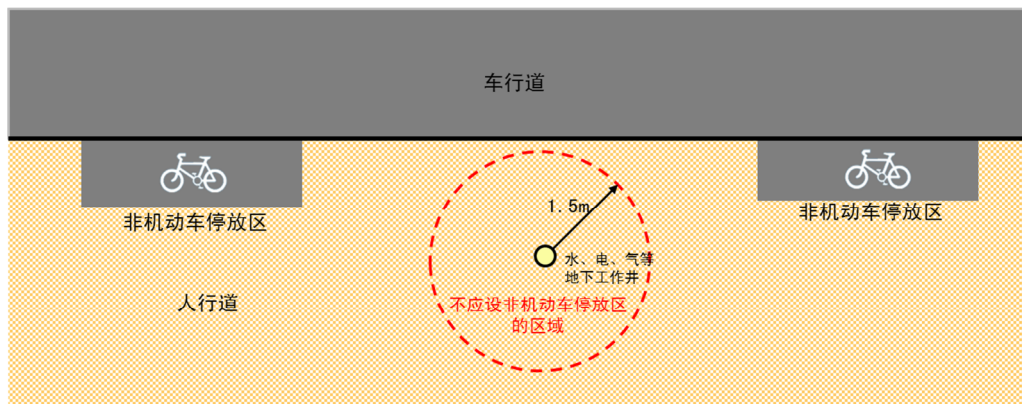 车行道
非机动车停放区
非机动车停放区
1.5m
水、电、气等
地下工作井
人行道
不应设非机动车停放区
的区域